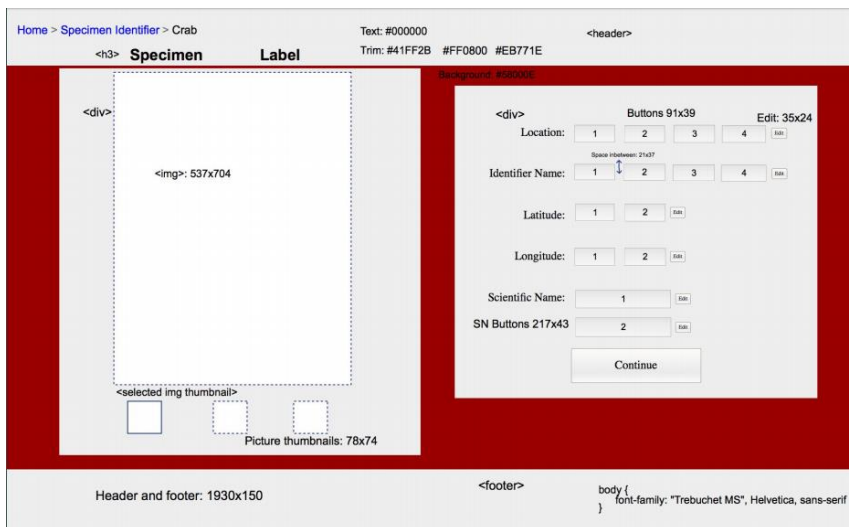 Home > Specimen Identifier > Crab
Text: #000000
<header>
<h3> Specimen Label
Trim: #41FF2B #FF0800 #EB771E
Background: #58000E
<div>
<img>: 537x704
<selected img thumbnail>
Picture thumbnails: 78x74
<div>
Buttons 91x39
Edit: 35x24
Location: 1 2 3 4 Edit
Space inbetween: 21x37
Identifier Name: 1 2 3 4 Edit
Latitude: 1 2 Edit
Longitude: 1 2 Edit
Scientific Name: 1 Edit
SN Buttons 217x43 2 Edit
Continue
Header and footer: 1930x150
<footer>
body {
font-family: "Trebuchet MS", Helvetica, sans-serif
}